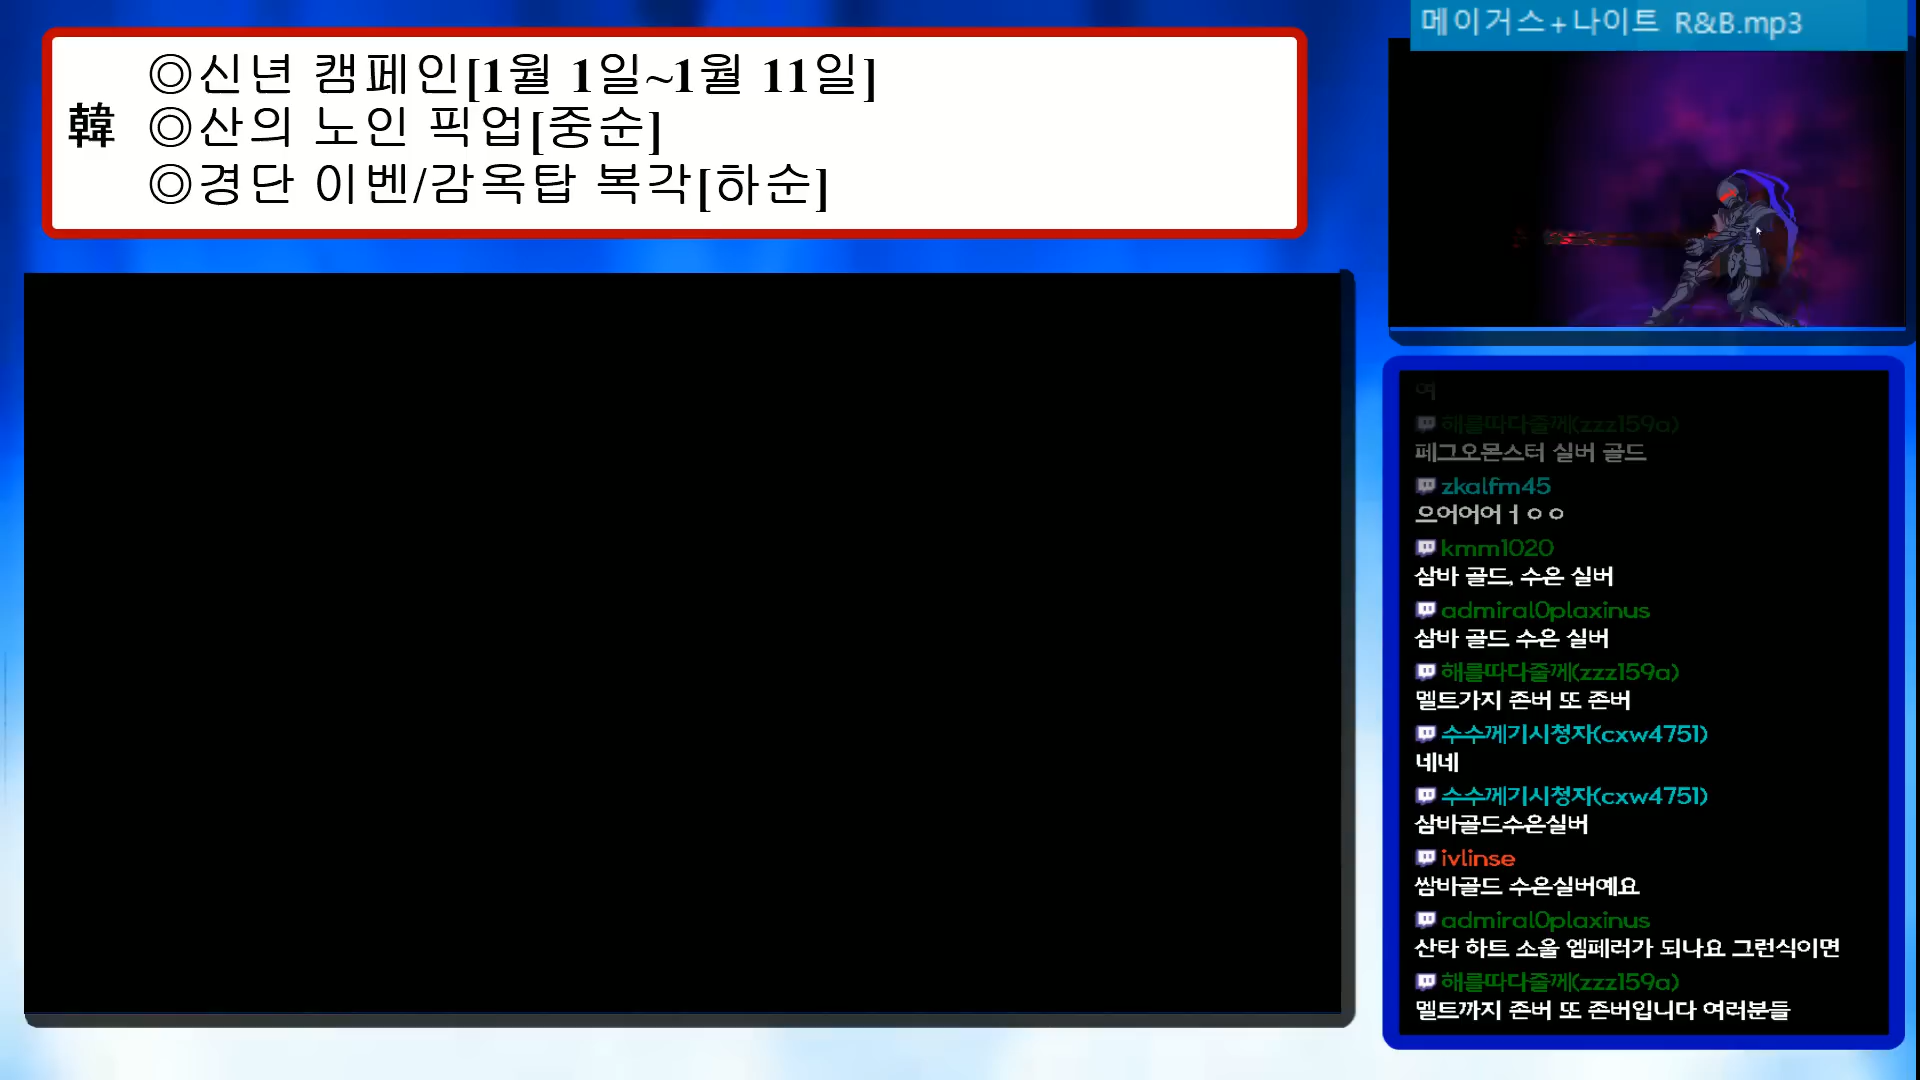 ◎신년 캠페인[1월 1일~1월 11일]
韓 ◎산의 노인 픽업[중순]
◎경단 이벤/감옥탑 복각[하순]
메이거스+나이트 R&B.mp3
여
해를따다줄께(zzz159a)
페그오몬스터 실버 골드
zkalfm45
으어어어ㅓㅇㅇ
kmm1020
삼바 골드, 수은 실버
admiral0plaxinus
삼바 골드 수은 실버
해를따다줄께(zzz159a)
멜트가지 존버 또 존버
수수께기시청자(cxw4751)
네네
수수께기시청자(cxw4751)
삼바골드수은실버
ivlinse
쌈바골드 수은실버예요
admiral0plaxinus
산타 하트 소울 엠페러가 되나요 그런식이면
해를따다줄께(zzz159a)
멜트까지 존버 또 존버입니다 여러분들